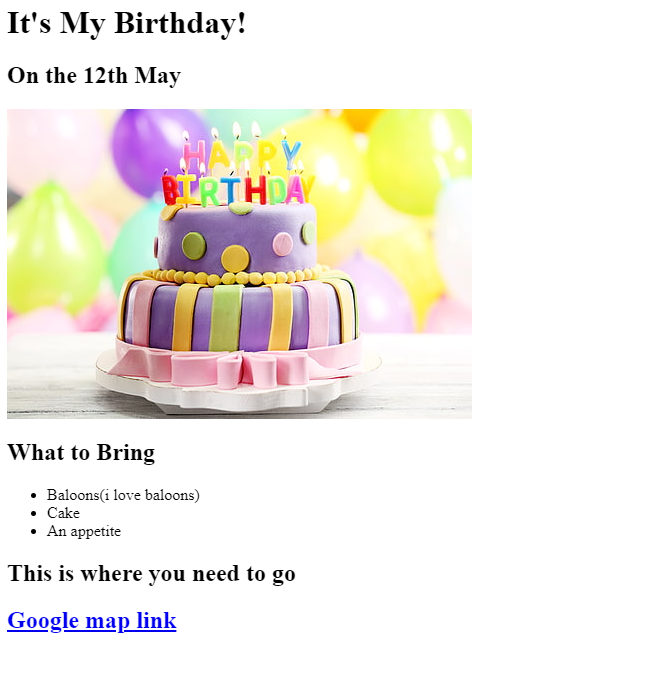 It's My Birthday!
On the 12th May
HAPPY
BIRTHDAY
What to Bring
Baloons(i love baloons)
Cake
An appetite
This is where you need to go
Google map link